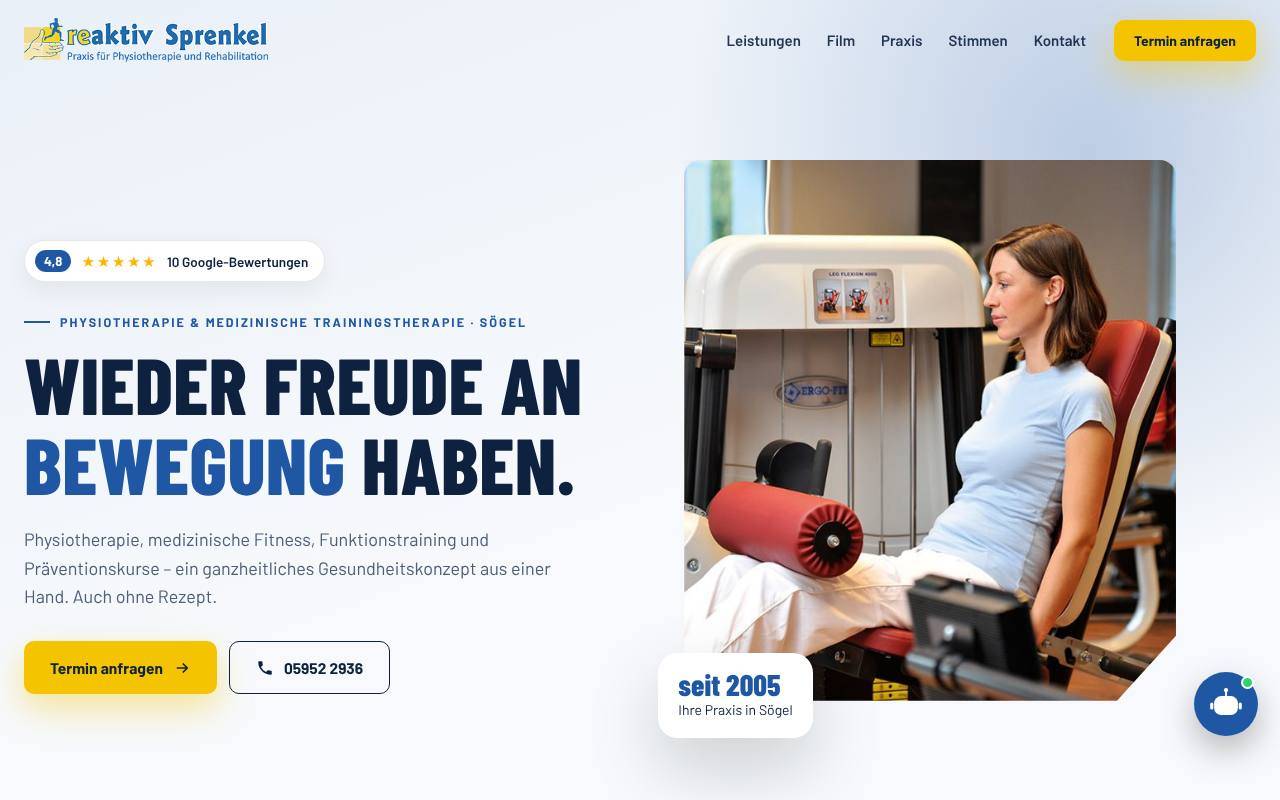 reaktiv Sprenkel
Praxis für Physiotherapie und Rehabilitation
Leistungen
Film
Praxis
Stimmen
Kontakt
Termin anfragen
4,8 ★★★★★ 10 Google-Bewertungen
PHYSIOTHERAPIE & MEDIZINISCHE TRAININGSTHERAPIE · SÖGEL
WIEDER FREUDE AN
BEWEGUNG HABEN.
Physiotherapie, medizinische Fitness, Funktionstraining und
Präventionskurse – ein ganzheitliches Gesundheitskonzept aus einer
Hand. Auch ohne Rezept.
Termin anfragen →
05952 2936
LEG FLEXION 4000
ERGO-FIT
seit 2005
Ihre Praxis in Sögel